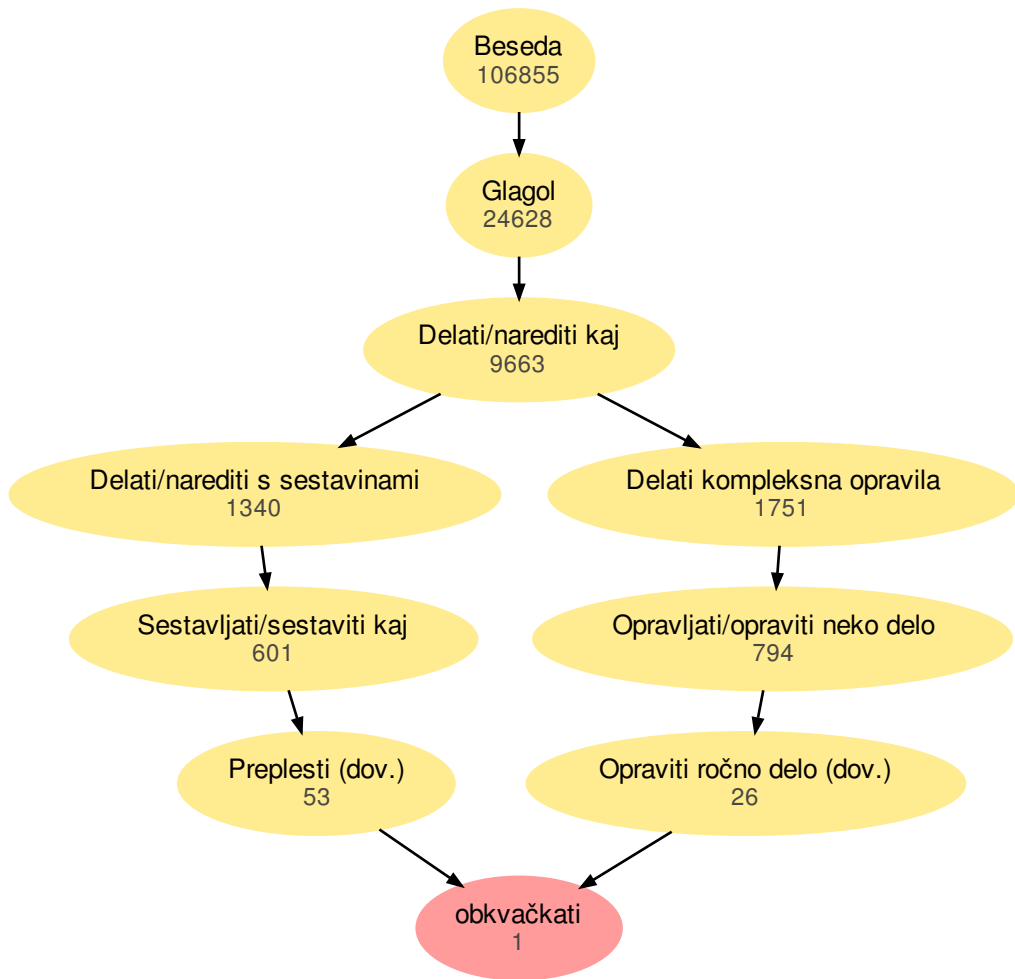 Beseda
106855
Glagol
24628
Delati/narediti kaj
9663
Delati/narediti s sestavinami
1340
Delati kompleksna opravila
1751
Sestavljati/sestaviti kaj
601
Opravljati/opraviti neko delo
794
Preplesti (dov.)
53
Opraviti ročno delo (dov.)
26
obkvačkati
1